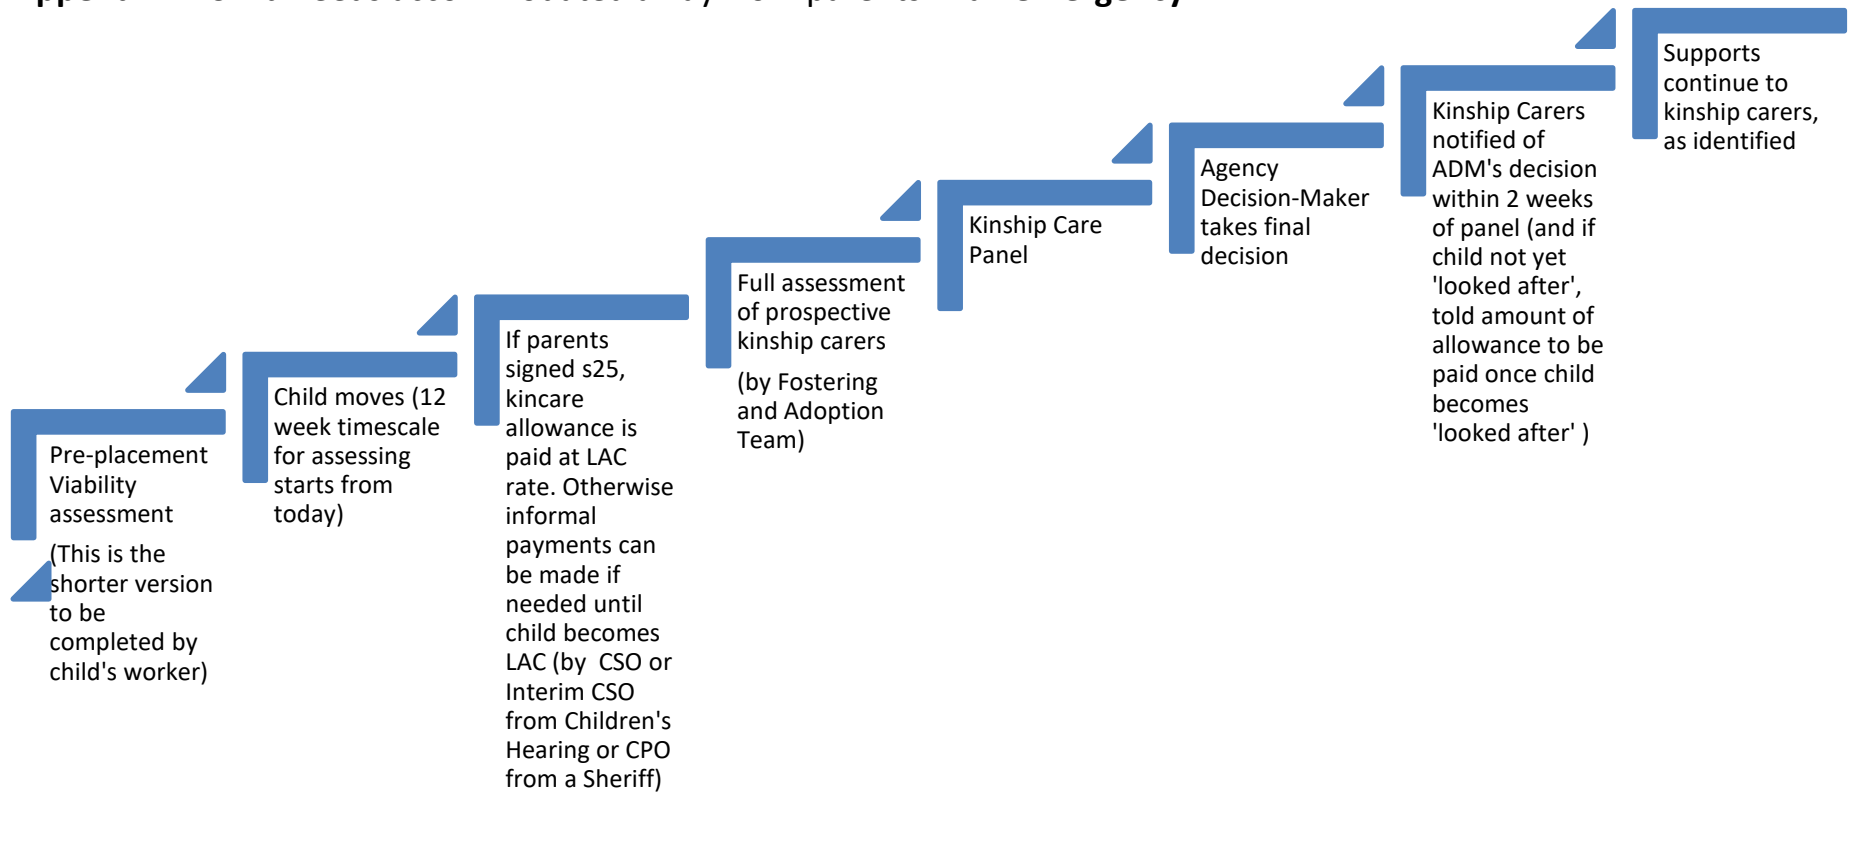 Pre-placement
Viability
assessment
(This is the
shorter version
to be
completed by
child's worker)
Child moves (12
week timescale
for assessing
starts from
today)
If parents
signed s25,
kincare
allowance is
paid at LAC
rate. Otherwise
informal
payments can
be made if
needed until
child becomes
LAC (by  CSO or
Interim CSO
from Children's
Hearing or CPO
from a Sheriff)
Full assessment
of prospective
kinship carers
(by Fostering
and Adoption
Team)
Kinship Care
Panel
Agency
Decision-Maker
takes final
decision
Kinship Carers
notified of
ADM's decision
within 2 weeks
of panel (and if
child not yet
'looked after',
told amount of
allowance to be
paid once child
becomes
'looked after' )
Supports
continue to
kinship carers,
as identified